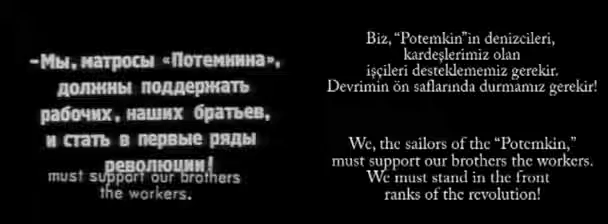 -Мы, матросы «Потемкина»,
должны поддержать
рабочих, наших братьев,
и стать в первые ряды
революции!
must support our brothers
the workers.
Biz, “Potemkin”in denizcileri,
kardeşlerimiz olan
işçileri desteklememiz gerekir.
Devrimin ön saflarında durmamız gerekir!
We, the sailors of the “Potemkin,”
must support our brothers the workers.
We must stand in the front
ranks of the revolution!